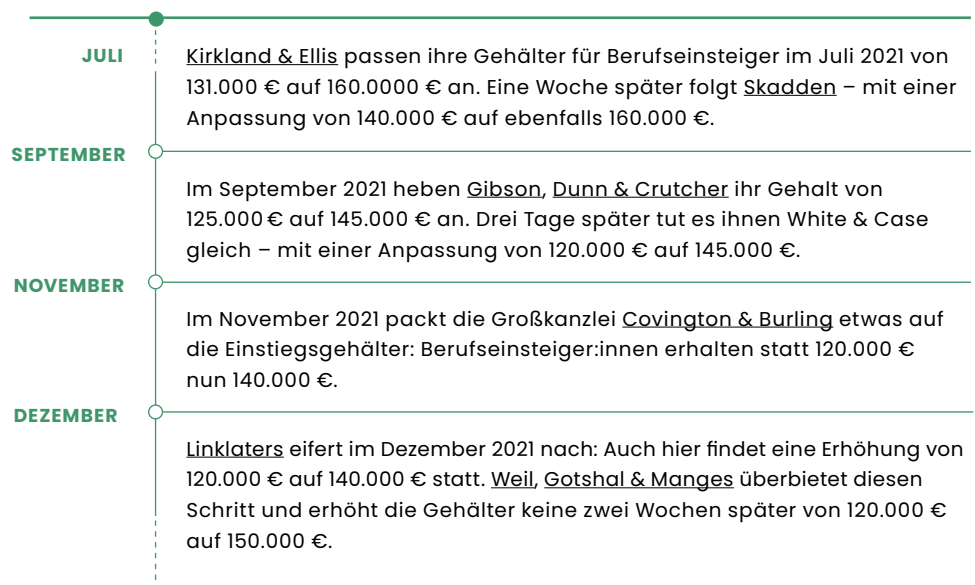 JULI
Kirkland & Ellis passen ihre Gehälter für Berufseinsteiger im Juli 2021 von
131.000 € auf 160.0000 € an. Eine Woche später folgt Skadden – mit einer
Anpassung von 140.000 € auf ebenfalls 160.000 €.
SEPTEMBER
Im September 2021 heben Gibson, Dunn & Crutcher ihr Gehalt von
125.000 € auf 145.000 € an. Drei Tage später tut es ihnen White & Case
gleich – mit einer Anpassung von 120.000 € auf 145.000 €.
NOVEMBER
Im November 2021 packt die Großkanzlei Covington & Burling etwas auf
die Einstiegsgehälter: Berufseinsteiger:innen erhalten statt 120.000 €
nun 140.000 €.
DEZEMBER
Linklaters eifert im Dezember 2021 nach: Auch hier findet eine Erhöhung von
120.000 € auf 140.000 € statt. Weil, Gotshal & Manges überbietet diesen
Schritt und erhöht die Gehälter keine zwei Wochen später von 120.000 €
auf 150.000 €.